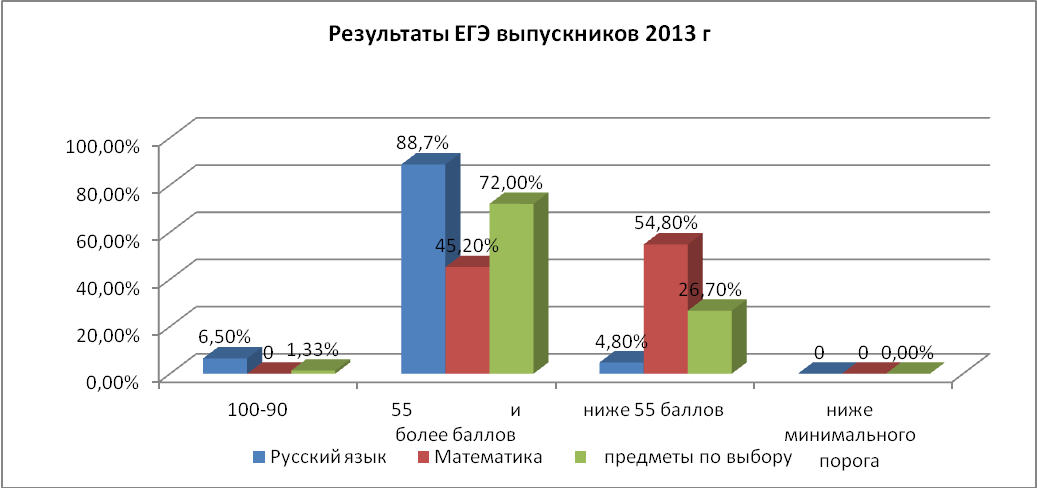 Результаты ЕГЭ выпускников 2013 г
100,00%
80,00%
60,00%
40,00%
20,00%
0,00%
6,50%
0
1,33%
88,7%
45,20%
72,00%
4,80%
54,80%
26,70%
0
0
0,00%
100-90
55 и
более баллов
ниже 55 баллов
ниже
минимального
порога
Русский язык
Математика
предметы по выбору